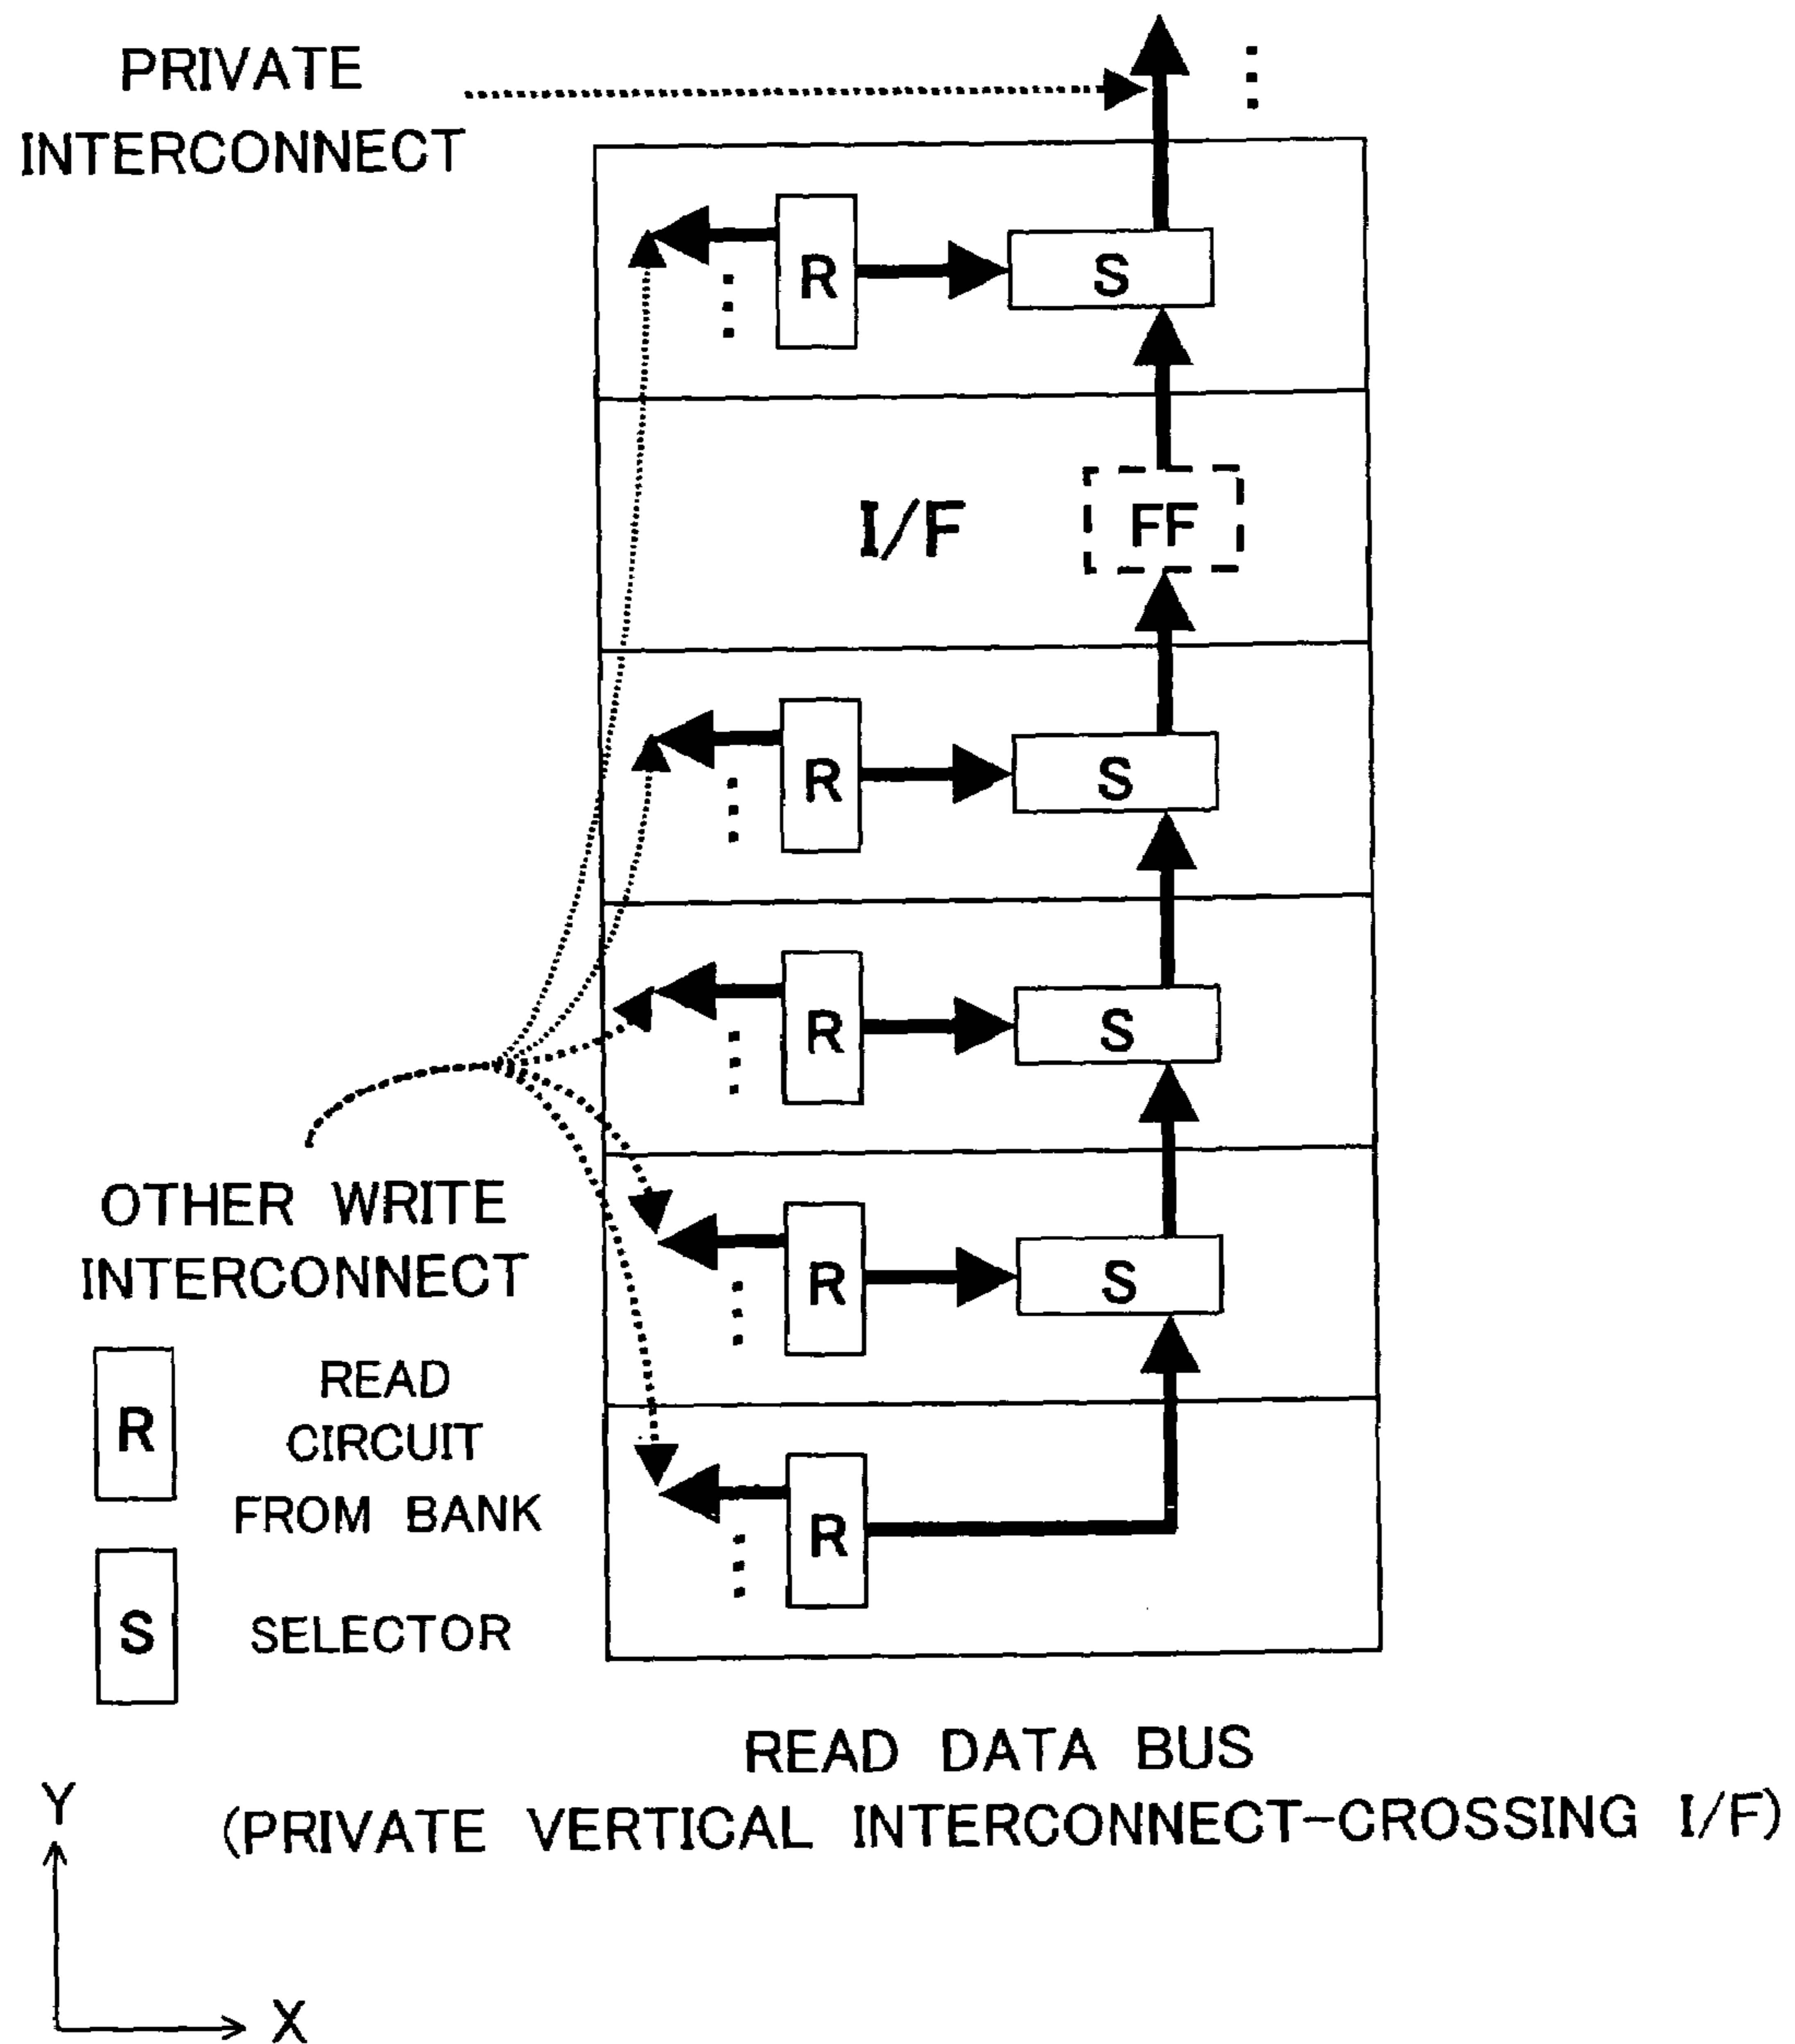 PRIVATE
INTERCONNECT
R
S
I/F
FF
R
S
R
S
R
S
R
OTHER WRITE
INTERCONNECT
R
READ
CIRCUIT
FROM BANK
S
SELECTOR
READ DATA BUS
(PRIVATE VERTICAL INTERCONNECT-CROSSING I/F)
Y
X